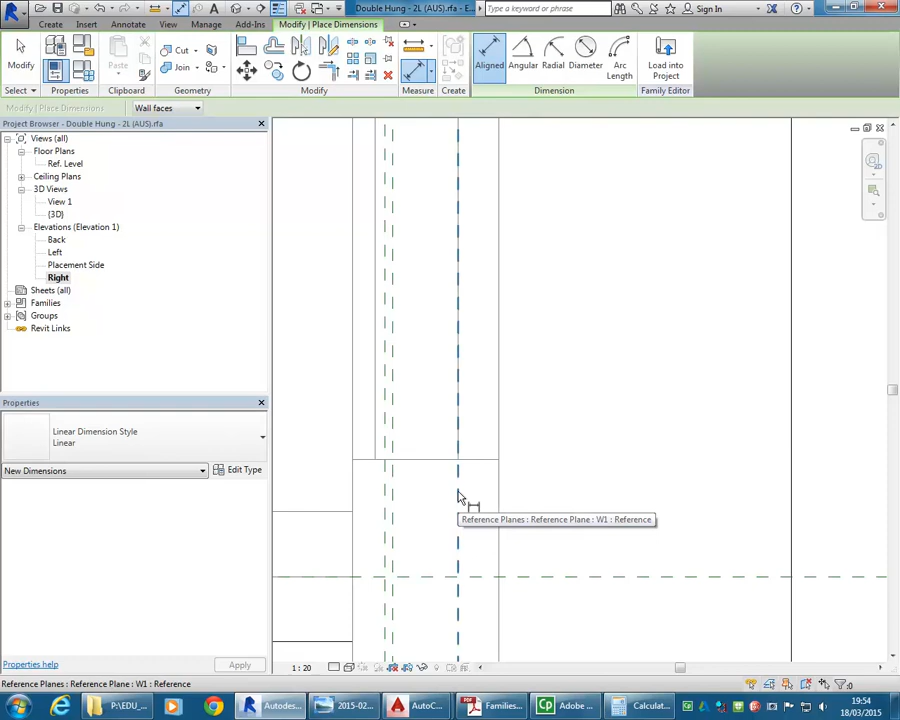 Double Hung - 2L (AUS).rfa - E...
Type a keyword or phrase
Sign In
Create
Insert
Annotate
View
Manage
Add-Ins
Modify | Place Dimensions
Modify
Paste
Cut
Join
Aligned
Angular
Radial
Diameter
Arc
Length
Load into
Project
Select
Properties
Clipboard
Geometry
Modify
Measure
Create
Dimension
Family Editor
Modify | Place Dimensions
Wall faces
Project Browser - Double Hung - 2L (AUS).rfa
Views (all)
Floor Plans
Ref. Level
Ceiling Plans
3D Views
View 1
{3D}
Elevations (Elevation 1)
Back
Left
Placement Side
Right
Sheets (all)
Families
Groups
Revit Links
Properties
Linear Dimension Style
Linear
New Dimensions
Edit Type
Properties help
Apply
Reference Planes : Reference Plane : W1 : Reference
1 : 20
Reference Planes : Reference Plane : W1 : Reference
:0
P:\EDU_...
Autodes...
2015-02...
AutoC...
Families...
Adobe ...
Calculat...
19:54
18/03/2015